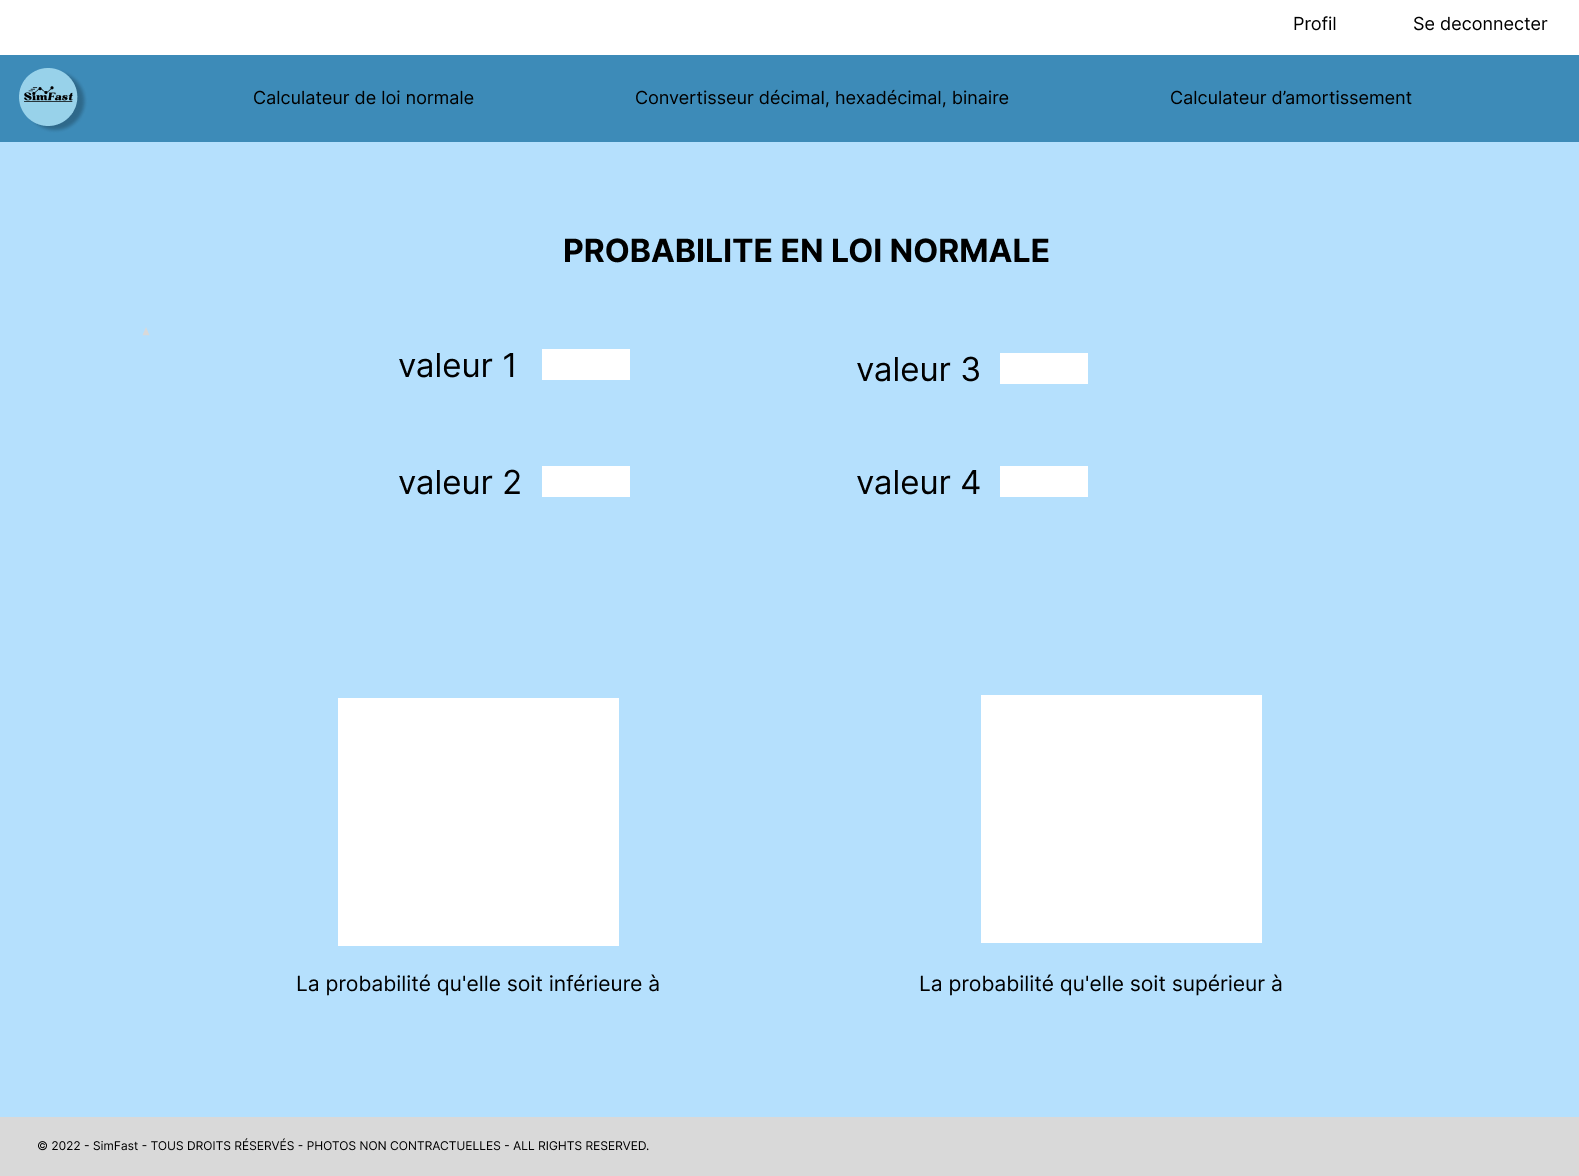 Profil Se deconnecter
SimFast
Calculateur de loi normale Convertisseur décimal, hexadécimal, binaire Calculateur d’amortissement
PROBABILITE EN LOI NORMALE
valeur 1 valeur 3
valeur 2 valeur 4
La probabilité qu'elle soit inférieure à La probabilité qu'elle soit supérieur à
© 2022 - SimFast - TOUS DROITS RÉSERVÉS - PHOTOS NON CONTRACTUELLES - ALL RIGHTS RESERVED.